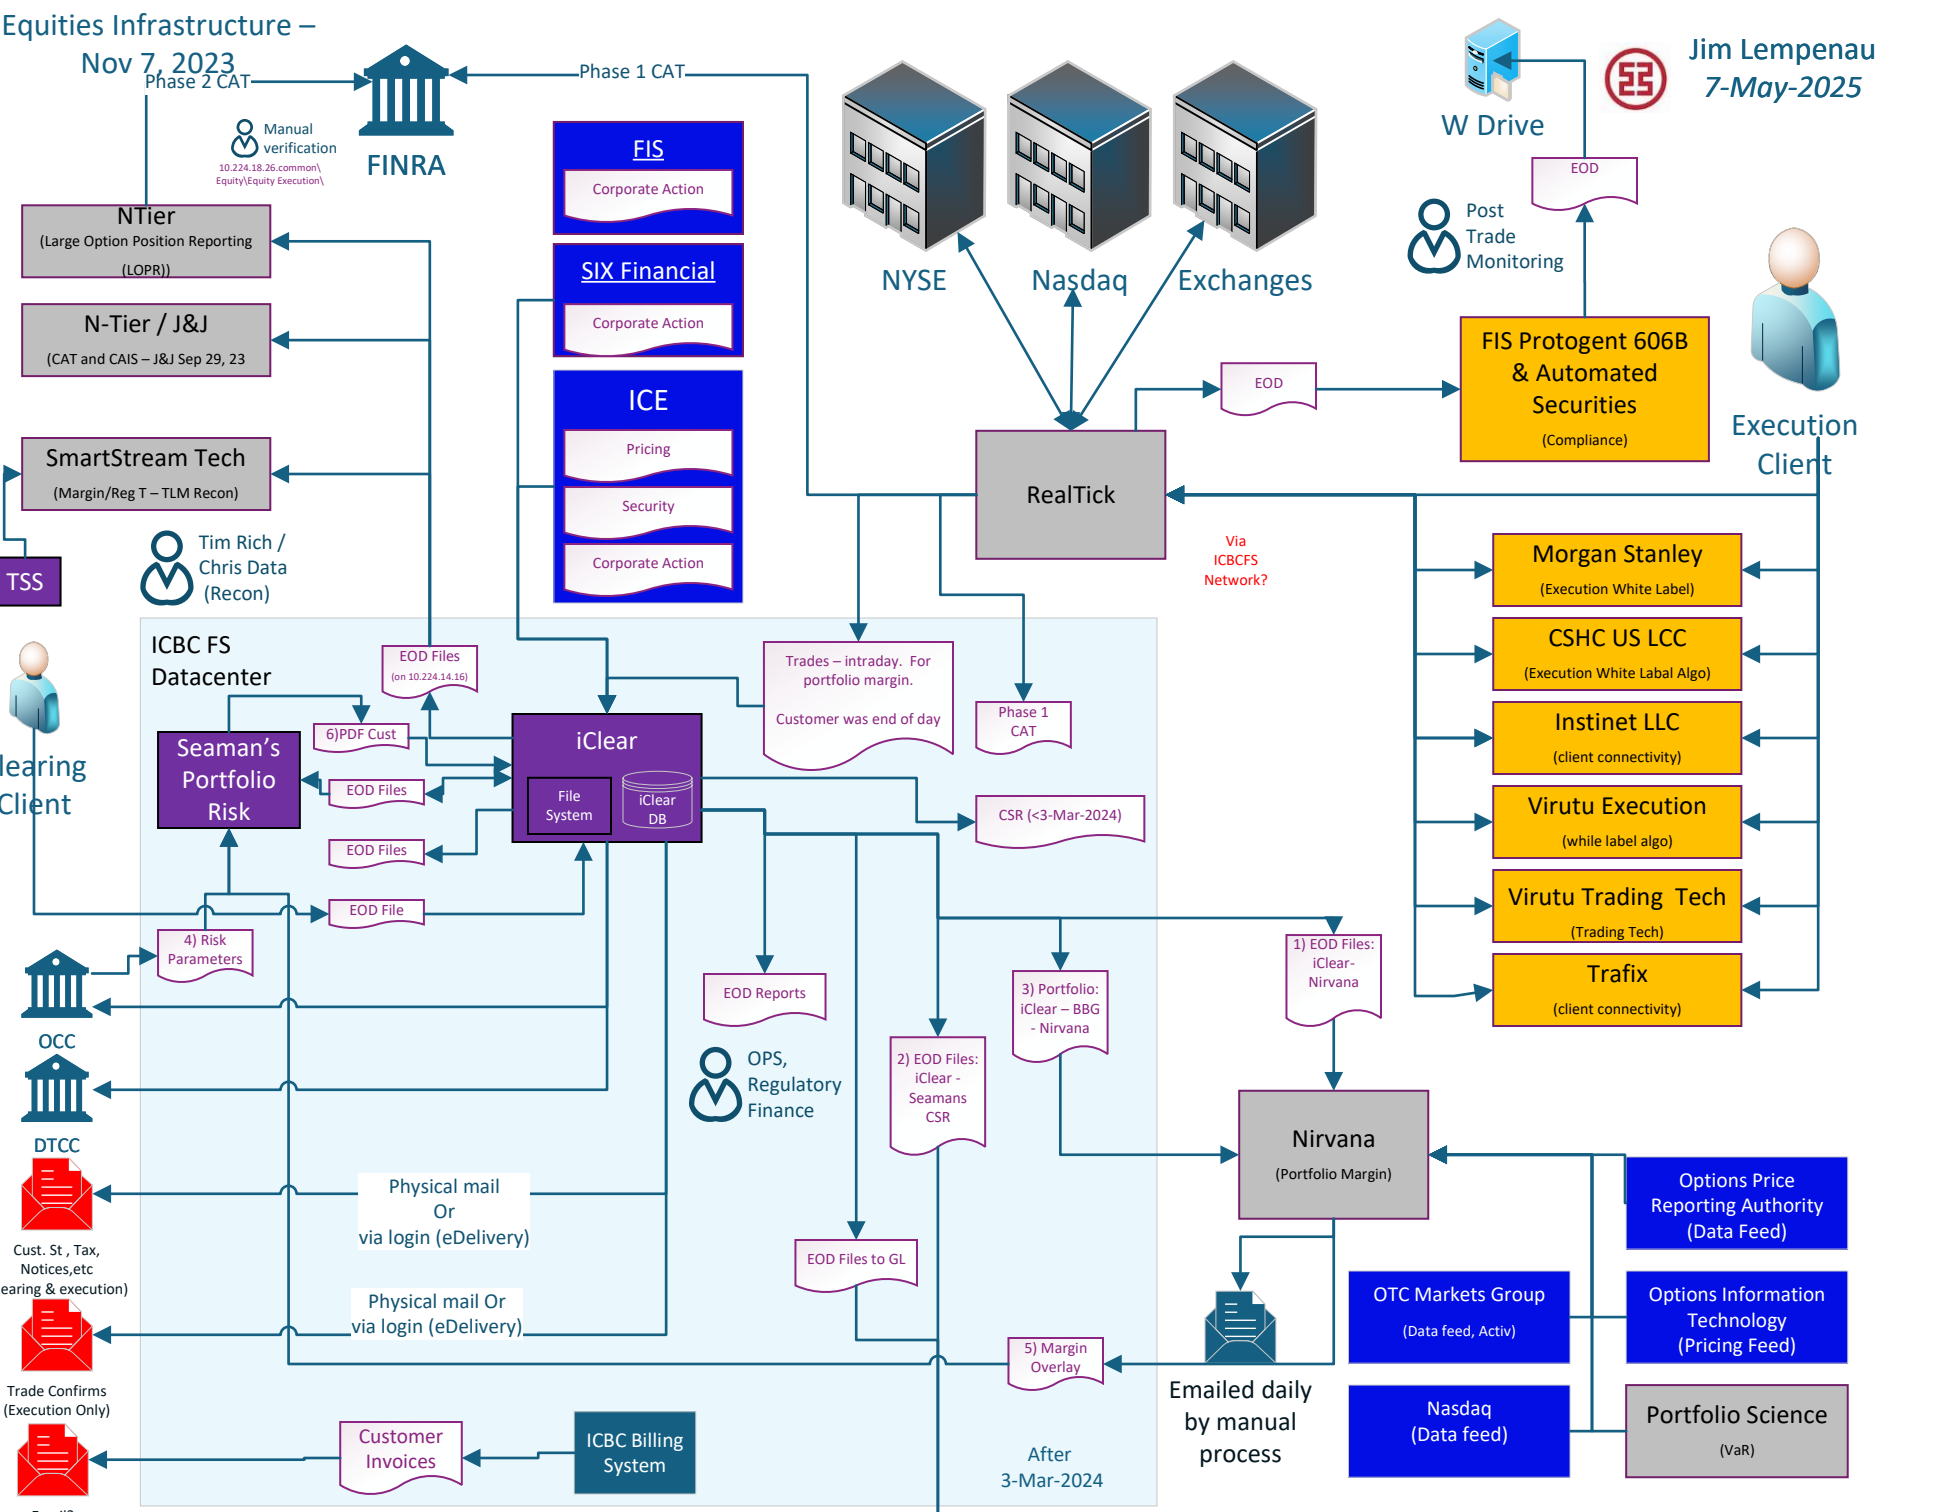 Equities Infrastructure –
Nov 7, 2023
Phase 2 CAT
Phase 1 CAT
Manual
verification
10.224.18.26.common\
Equity\Equity Execution\
FINRA
FIS
Corporate Action
SIX Financial
Corporate Action
ICE
Pricing
Security
Corporate Action
NYSE
Nasdaq
Exchanges
W Drive
Jim Lempenau
7-May-2025
EOD
Post
Trade
Monitoring
FIS Protogent 606B
& Automated
Securities
(Compliance)
EOD
Execution
Client
RealTick
Via
ICBCFS
Network?
NTier
(Large Option Position Reporting
(LOPR))
N-Tier / J&J
(CAT and CAIS – J&J Sep 29, 23
SmartStream Tech
(Margin/Reg T – TLM Recon)
TSS
Tim Rich /
Chris Data
(Recon)
Morgan Stanley
(Execution White Label)
CSHC US LCC
(Execution White Labal Algo)
Instinet LLC
(client connectivity)
Virutu Execution
(while label algo)
Virutu Trading  Tech
(Trading Tech)
Trafix
(client connectivity)
ICBC FS
Datacenter
EOD Files
(on 10.224.14.16)
6)PDF Cust
Seaman's
Portfolio
Risk
EOD Files
EOD Files
EOD File
iClear
File
System
iClear
DB
Trades – intraday.  For
portfolio margin.
Customer was end of day
Phase 1
CAT
CSR (<3-Mar-2024)
learing
Client
4) Risk
Parameters
OCC
DTCC
EOD Reports
OPS,
Regulatory
Finance
2) EOD Files:
iClear -
Seamans
CSR
3) Portfolio:
iClear – BBG
- Nirvana
1) EOD Files:
iClear-
Nirvana
Nirvana
(Portfolio Margin)
Physical mail
Or
via login (eDelivery)
Cust. St , Tax,
Notices,etc
earing & execution)
Physical mail Or
via login (eDelivery)
Trade Confirms
(Execution Only)
EOD Files to GL
5) Margin
Overlay
Emailed daily
by manual
process
Options Price
Reporting Authority
(Data Feed)
OTC Markets Group
(Data feed, Activ)
Options Information
Technology
(Pricing Feed)
Nasdaq
(Data feed)
Portfolio Science
(VaR)
Customer
Invoices
ICBC Billing
System
After
3-Mar-2024